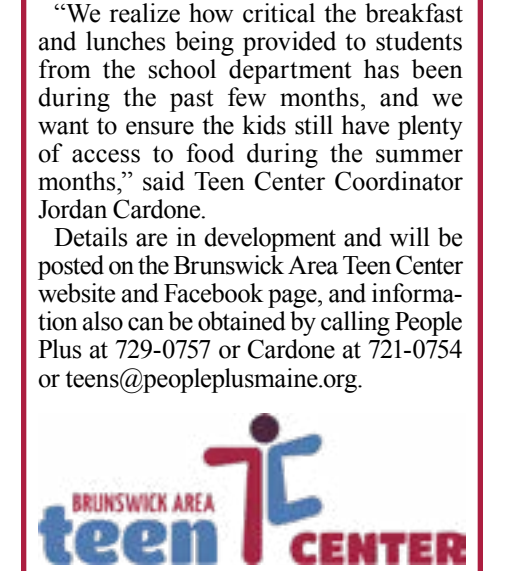 “We realize how critical the breakfast
and lunches being provided to students
from the school department has been
during the past few months, and we
want to ensure the kids still have plenty
of access to food during the summer
months,” said Teen Center Coordinator
Jordan Cardone.
Details are in development and will be
posted on the Brunswick Area Teen Center
website and Facebook page, and informa-
tion also can be obtained by calling People
Plus at 729-0757 or Cardone at 721-0754
or teens@peopleplusmaine.org.
TC
BRUNSWICK AREA
teen CENTER